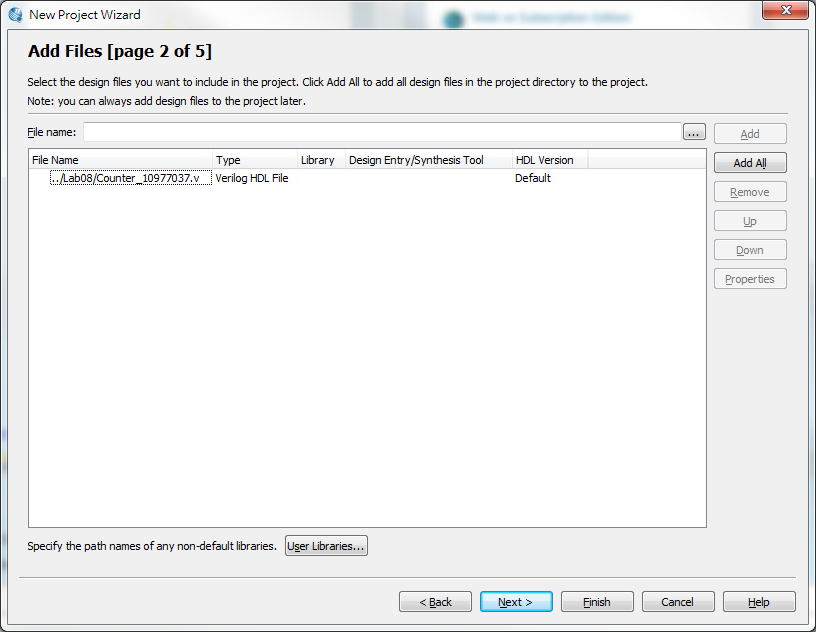 New Project Wizard
Add Files [page 2 of 5]
Select the design files you want to include in the project. Click Add All to add all design files in the project directory to the project.
Note: you can always add design files to the project later.
File name:
...
Add
File Name Type Library Design Entry/Synthesis Tool HDL Version
Add All
../Lab08/Counter_10977037.v Verilog HDL File Default
Remove
Up
Down
Properties
Specify the path names of any non-default libraries. User Libraries...
< Back Next > Finish Cancel Help